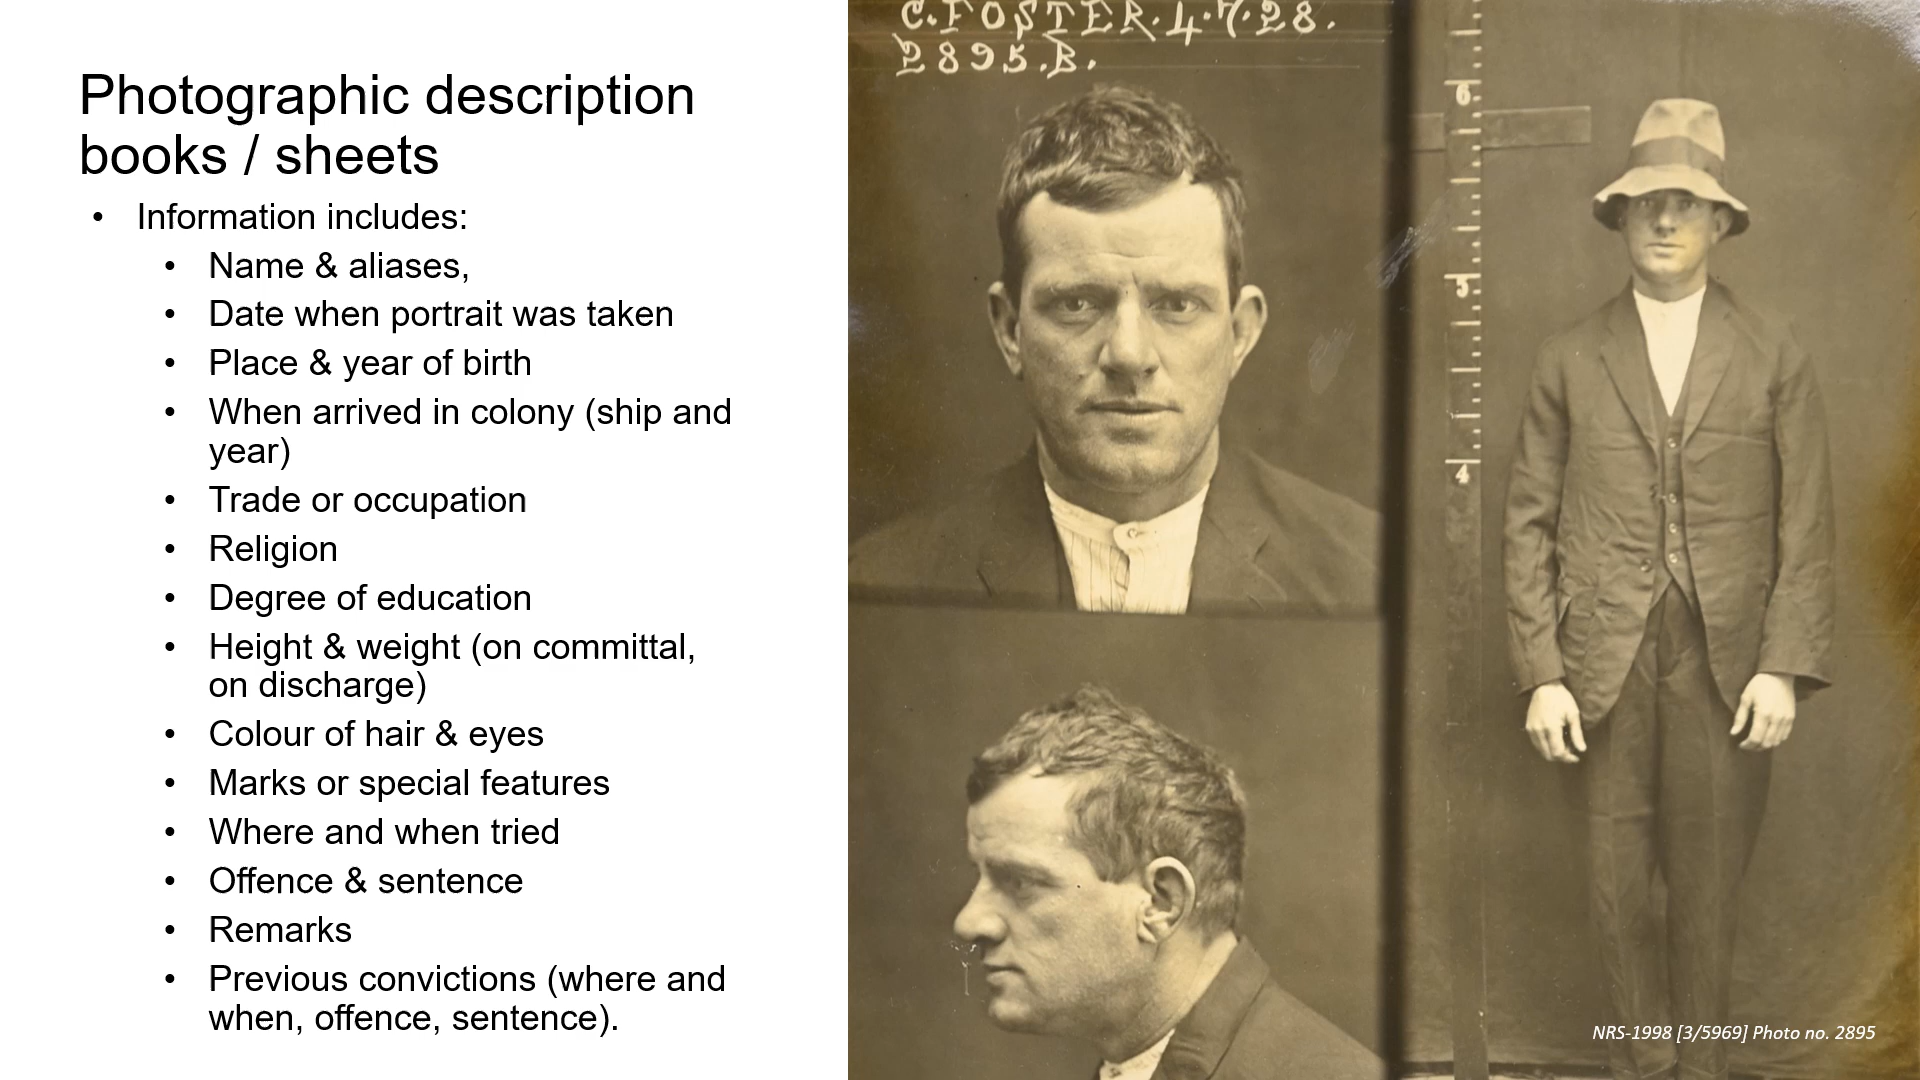 Photographic description
books / sheets
• Information includes:
• Name & aliases,
• Date when portrait was taken
• Place & year of birth
• When arrived in colony (ship and
year)
• Trade or occupation
• Religion
• Degree of education
• Height & weight (on committal,
on discharge)
• Colour of hair & eyes
• Marks or special features
• Where and when tried
• Offence & sentence
• Remarks
• Previous convictions (where and
when, offence, sentence).
C.FOSTER.4.7.28.
2895.B.
6
5
4
NRS-1998 [3/5969] Photo no. 2895